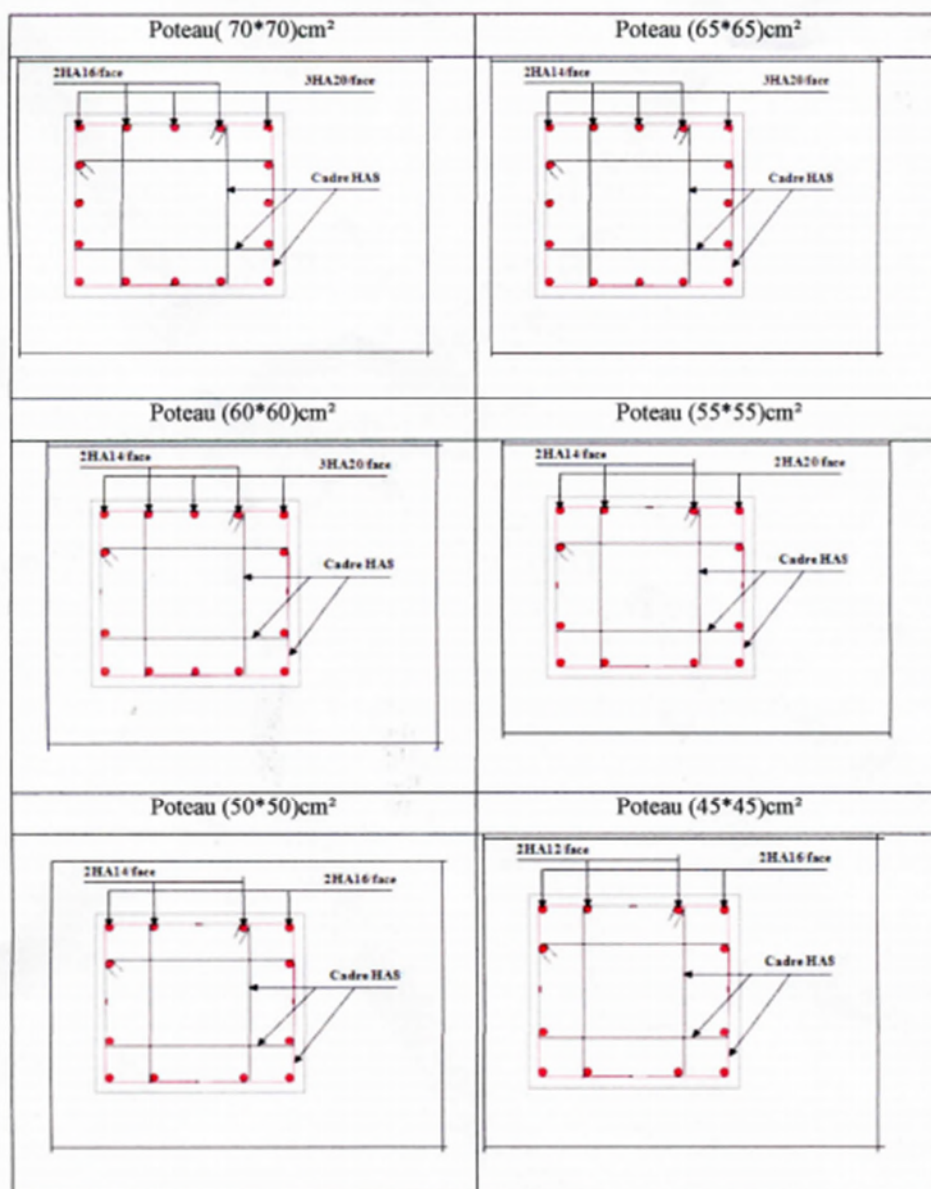 Poteau( 70*70)cm²
2HA16/face
3HA20/face
Cadre HA8
Poteau (65*65)cm²
2HA14/face
3HA20/face
Cadre HA8
Poteau (60*60)cm²
2HA14/face
3HA20/face
Cadre HA8
Poteau (55*55)cm²
2HA14/face
2HA20/face
Cadre HA8
Poteau (50*50)cm²
2HA14/face
2HA16/face
Cadre HA8
Poteau (45*45)cm²
2HA12/face
2HA16/face
Cadre HA8